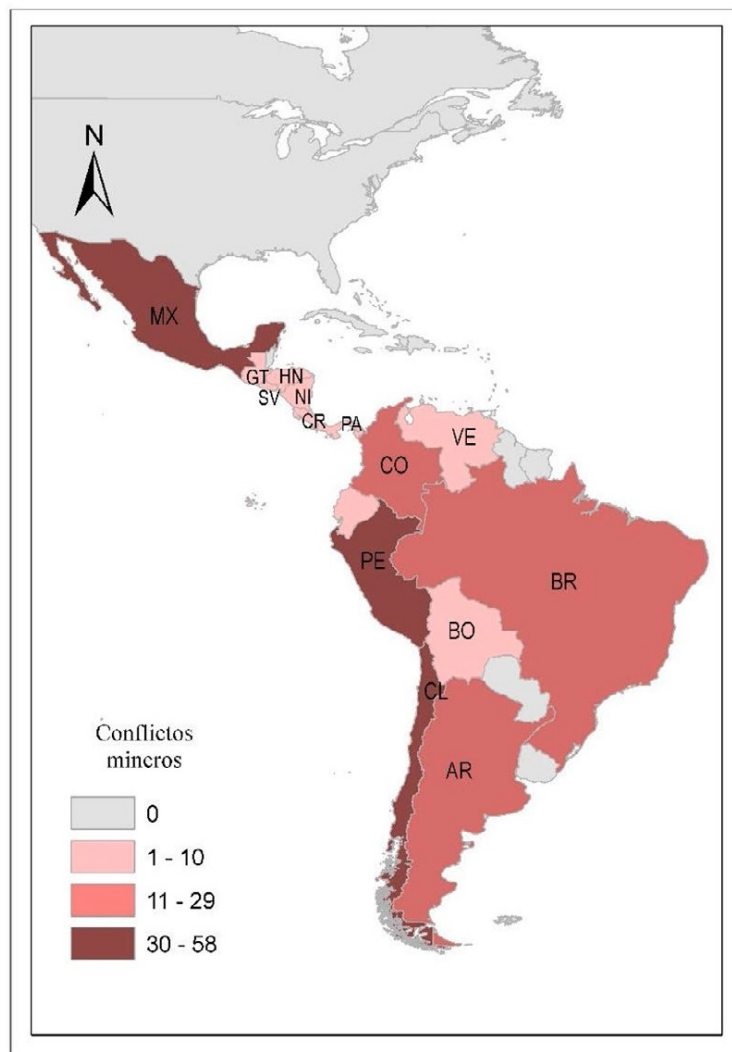 N
MX
GT HN
SV NI
CR PA
VE
CO
PE
BR
BO
CL
AR
Conflictos
mineros
0
1 - 10
11 - 29
30 - 58